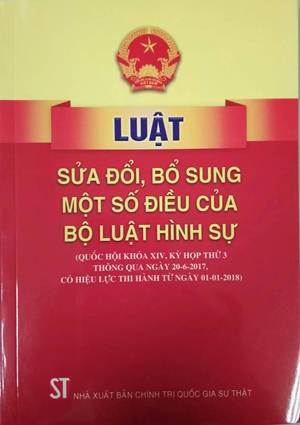 LUẬT
SỬA ĐỔI, BỔ SUNG
MỘT SỐ ĐIỀU CỦA
BỘ LUẬT HÌNH SỰ
(QUỐC HỘI KHÓA XIV, KỲ HỌP THỨ 3
THÔNG QUA NGÀY 20-6-2017,
CÓ HIỆU LỰC THI HÀNH TỪ NGÀY 01-01-2018)
ST NHÀ XUẤT BẢN CHÍNH TRỊ QUỐC GIA SỰ THẬT